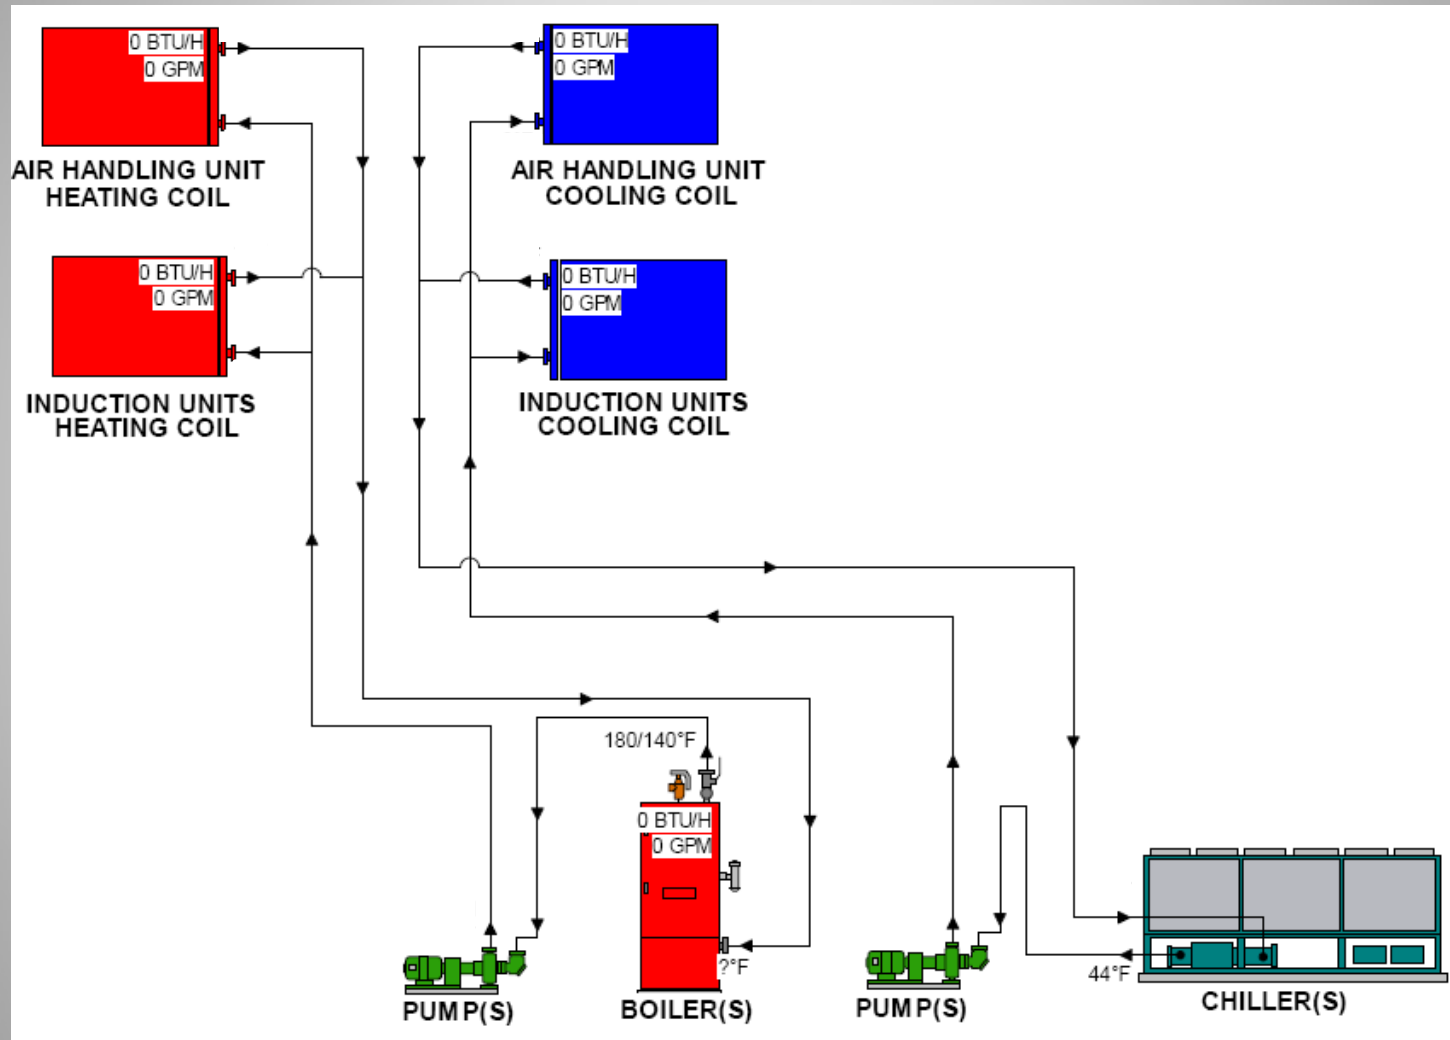 0 BTU/H
0 GPM
AIR HANDLING UNIT
HEATING COIL
0 BTU/H
0 GPM
AIR HANDLING UNIT
COOLING COIL
0 BTU/H
0 GPM
INDUCTION UNITS
HEATING COIL
0 BTU/H
0 GPM
INDUCTION UNITS
COOLING COIL
180/140°F
0 BTU/H
0 GPM
?°F
44°F
PUMP(S)
BOILER(S)
PUMP(S)
CHILLER(S)